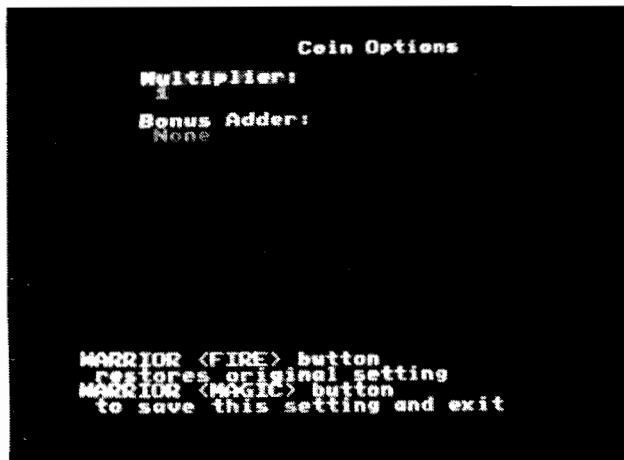 Coin Options
Multiplier:
1
Bonus Adder:
None
WARRIOR <FIRE> button
restores original setting
WARRIOR <MAGIC> button
to save this setting and exit